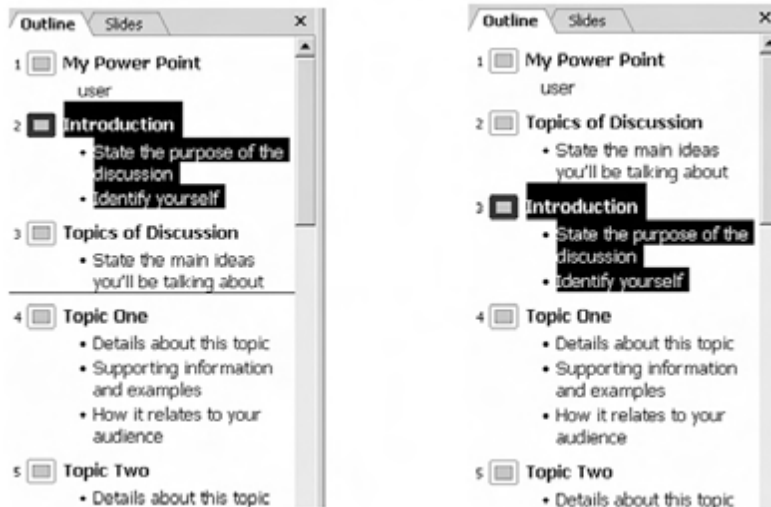 Outline Slides ×
1 My Power Point
user
2 Introduction
• State the purpose of the
discussion
• Identify yourself
3 Topics of Discussion
• State the main ideas
you'll be talking about
4 Topic One
• Details about this topic
• Supporting information
and examples
• How it relates to your
audience
5 Topic Two
• Details about this topic
Outline Slides ×
1 My Power Point
user
2 Topics of Discussion
• State the main ideas
you'll be talking about
3 Introduction
• State the purpose of the
discussion
• Identify yourself
4 Topic One
• Details about this topic
• Supporting information
and examples
• How it relates to your
audience
5 Topic Two
• Details about this topic